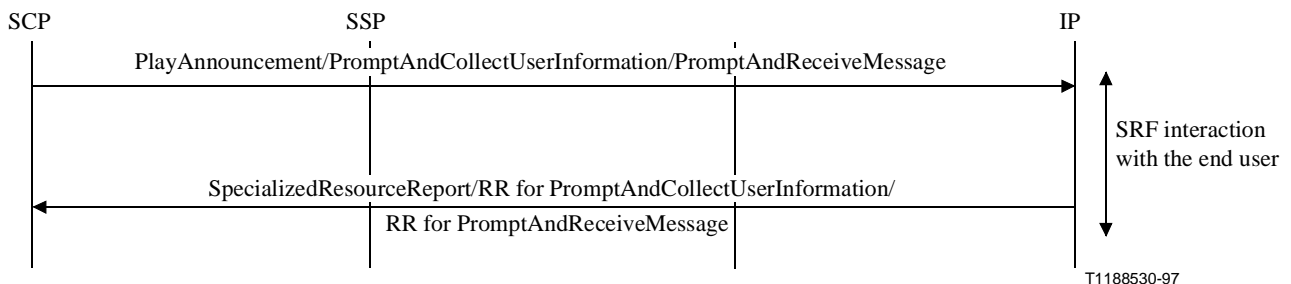 SCP SSP IP
PlayAnnouncement/PromptAndCollectUserInformation/PromptAndReceiveMessage
SRF interaction
with the end user
SpecializedResourceReport/RR for PromptAndCollectUserInformation/
RR for PromptAndReceiveMessage
T1188530-97